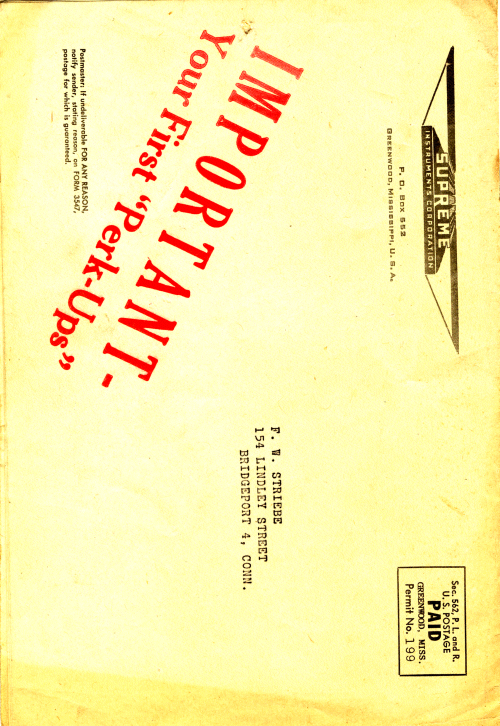 SUPREME
INSTRUMENTS CORPORATION
P. O. BOX 552
GREENWOOD, MISSISSIPPI, U. S. A.
Sec. 562, P. L. and R.
U. S. POSTAGE
PAID
GREENWOOD, MISS.
Permit No. 199
IMPORTANT-
Your First "Perk-Ups"
F. W. STRIEBE
154 LINDLEY STREET
BRIDGEPORT 4, CONN.
Postmaster: If undeliverable FOR ANY REASON,
notify sender, stating reason, on FORM 3547,
postage for which is guaranteed.